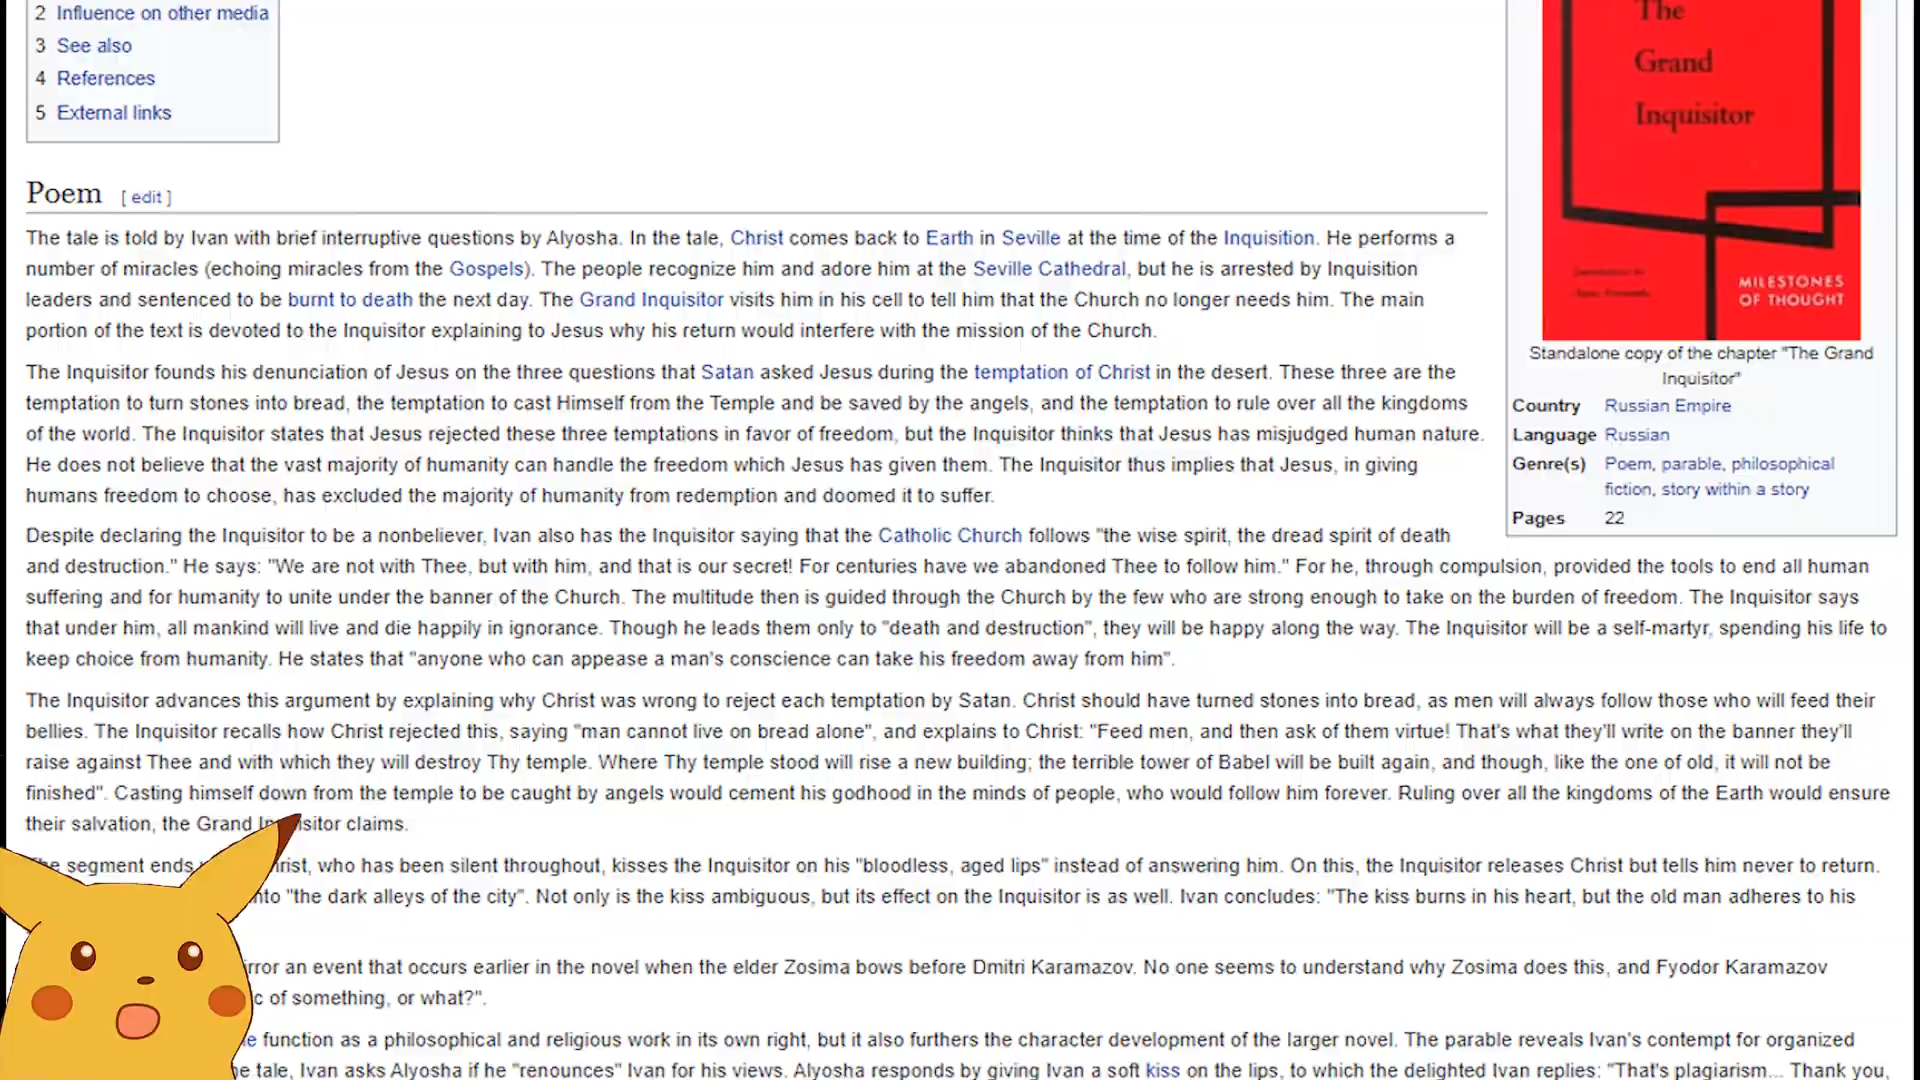 2 Influence on other media
3 See also
4 References
5 External links
The
Grand
Inquisitor
MILESTONES
OF THOUGHT
Standalone copy of the chapter "The Grand
Inquisitor"
Country Russian Empire
Language Russian
Genre(s) Poem, parable, philosophical
fiction, story within a story
Pages 22
Poem [ edit ]
The tale is told by Ivan with brief interruptive questions by Alyosha. In the tale, Christ comes back to Earth in Seville at the time of the Inquisition. He performs a
number of miracles (echoing miracles from the Gospels). The people recognize him and adore him at the Seville Cathedral, but he is arrested by Inquisition
leaders and sentenced to be burnt to death the next day. The Grand Inquisitor visits him in his cell to tell him that the Church no longer needs him. The main
portion of the text is devoted to the Inquisitor explaining to Jesus why his return would interfere with the mission of the Church.
The Inquisitor founds his denunciation of Jesus on the three questions that Satan asked Jesus during the temptation of Christ in the desert. These three are the
temptation to turn stones into bread, the temptation to cast Himself from the Temple and be saved by the angels, and the temptation to rule over all the kingdoms
of the world. The Inquisitor states that Jesus rejected these three temptations in favor of freedom, but the Inquisitor thinks that Jesus has misjudged human nature.
He does not believe that the vast majority of humanity can handle the freedom which Jesus has given them. The Inquisitor thus implies that Jesus, in giving
humans freedom to choose, has excluded the majority of humanity from redemption and doomed it to suffer.
Despite declaring the Inquisitor to be a nonbeliever, Ivan also has the Inquisitor saying that the Catholic Church follows "the wise spirit, the dread spirit of death
and destruction." He says: "We are not with Thee, but with him, and that is our secret! For centuries have we abandoned Thee to follow him." For he, through compulsion, provided the tools to end all human
suffering and for humanity to unite under the banner of the Church. The multitude then is guided through the Church by the few who are strong enough to take on the burden of freedom. The Inquisitor says
that under him, all mankind will live and die happily in ignorance. Though he leads them only to "death and destruction", they will be happy along the way. The Inquisitor will be a self-martyr, spending his life to
keep choice from humanity. He states that "anyone who can appease a man's conscience can take his freedom away from him".
The Inquisitor advances this argument by explaining why Christ was wrong to reject each temptation by Satan. Christ should have turned stones into bread, as men will always follow those who will feed their
bellies. The Inquisitor recalls how Christ rejected this, saying "man cannot live on bread alone", and explains to Christ: "Feed men, and then ask of them virtue! That's what they'll write on the banner they'll
raise against Thee and with which they will destroy Thy temple. Where Thy temple stood will rise a new building; the terrible tower of Babel will be built again, and though, like the one of old, it will not be
finished". Casting himself down from the temple to be caught by angels would cement his godhood in the minds of people, who would follow him forever. Ruling over all the kingdoms of the Earth would ensure
their salvation, the Grand Inquisitor claims.
segment ends who has been silent throughout, kisses the Inquisitor on his "bloodless, aged lips" instead of answering him. On this, the Inquisitor releases Christ but tells him never to return.
"the dark alleys of the city". Not only is the kiss ambiguous, but its effect on the Inquisitor is as well. Ivan concludes: "The kiss burns in his heart, but the old man adheres to his
an event that occurs earlier in the novel when the elder Zosima bows before Dmitri Karamazov. No one seems to understand why Zosima does this, and Fyodor Karamazov
of something, or what?".
function as a philosophical and religious work in its own right, but it also furthers the character development of the larger novel. The parable reveals Ivan's contempt for organized
tale, Ivan asks Alyosha if he "renounces" Ivan for his views. Alyosha responds by giving Ivan a soft kiss on the lips, to which the delighted Ivan replies: "That's plagiarism... Thank you,